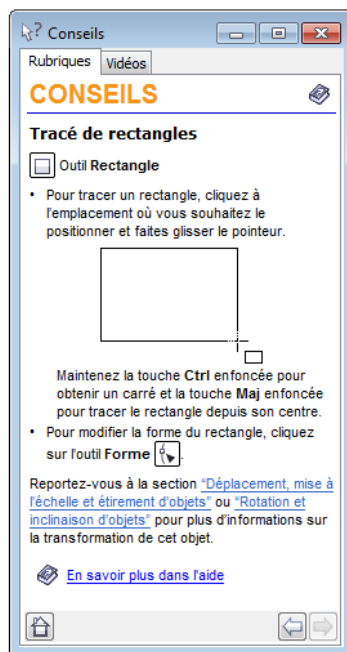 Conseils
Rubriques Vidéos
CONSEILS
Tracé de rectangles
Outil Rectangle
• Pour tracer un rectangle, cliquez à
l'emplacement où vous souhaitez le
positionner et faites glisser le pointeur.
Maintenez la touche Ctrl enfoncée pour
obtenir un carré et la touche Maj enfoncée
pour tracer le rectangle depuis son centre.
• Pour modifier la forme du rectangle, cliquez
sur l'outil Forme .
Reportez-vous à la section "Déplacement, mise à
l'échelle et étirement d'objets" ou "Rotation et
inclinaison d'objets" pour plus d'informations sur
la transformation de cet objet.
En savoir plus dans l'aide